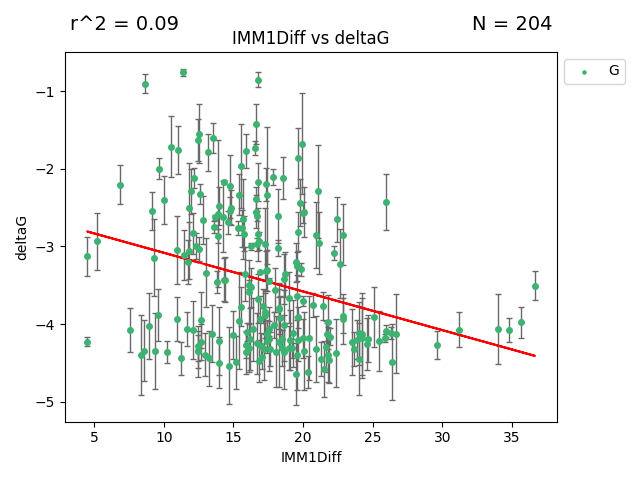 r^2 = 0.09 N = 204
IMM1Diff vs deltaG
G
deltaG
−1
−2
−3
−4
−5
5 10 15 20 25 30 35
IMM1Diff